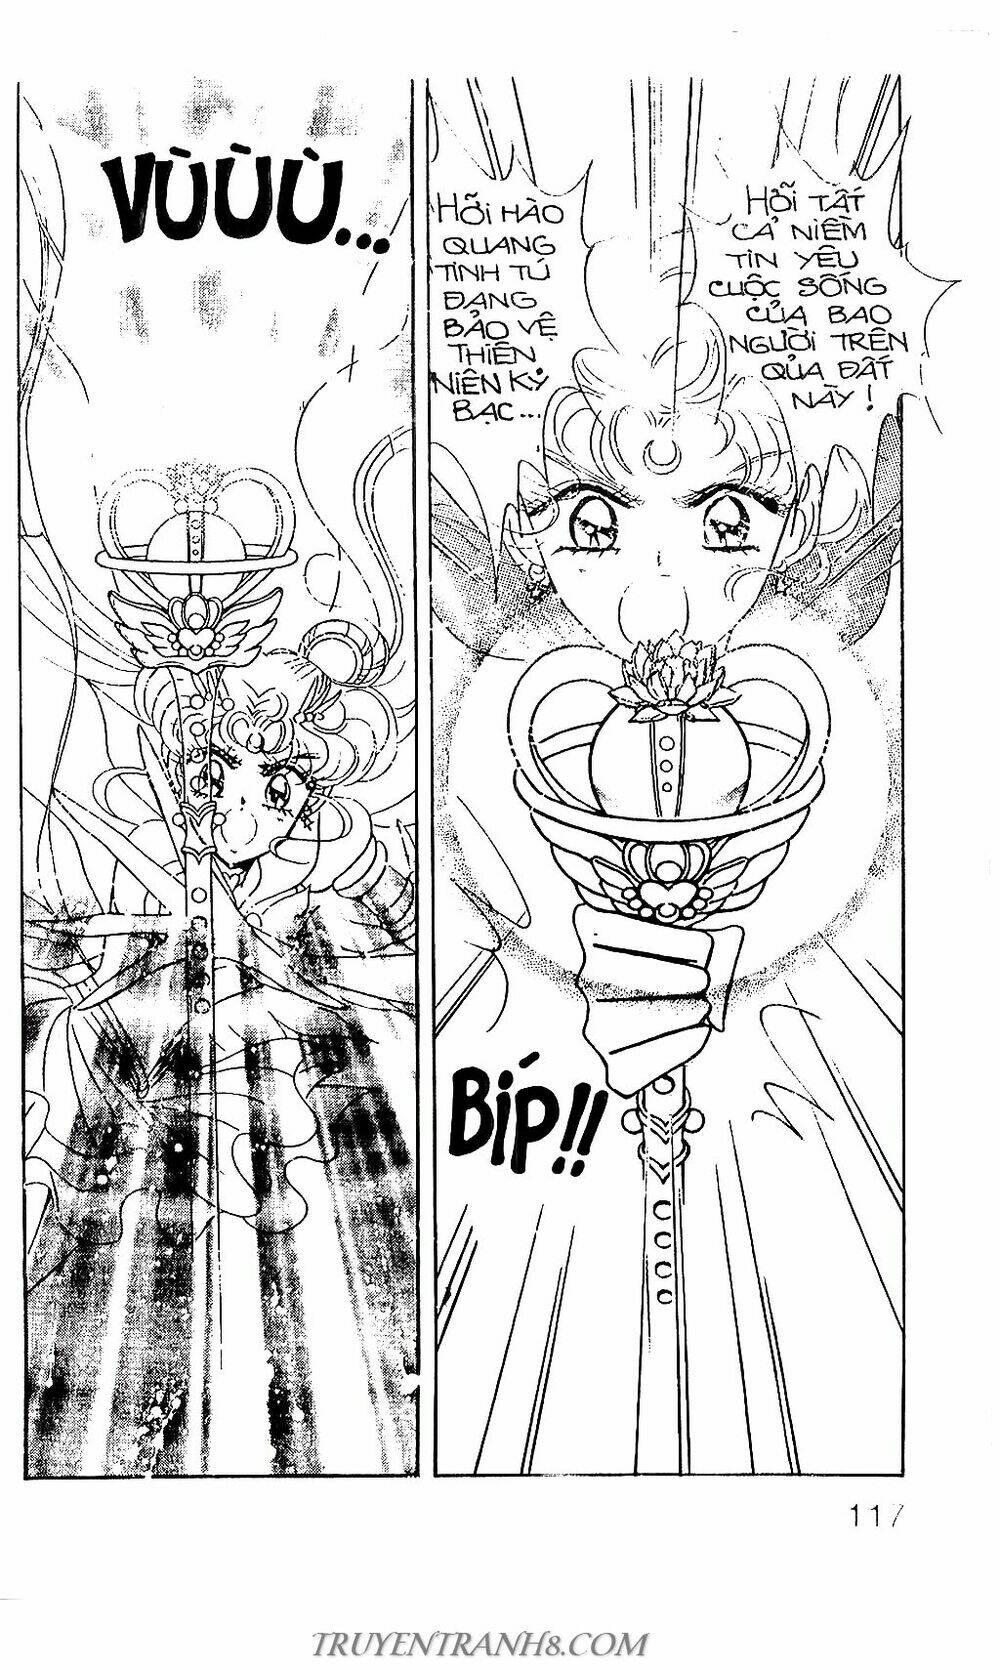 HỠI TẤT
CẢ NIỀM
TIN YÊU
CUỘC SỐNG
CỦA BAO
NGƯỜI TRÊN
QỦA ĐẤT
NÀY!
HỠI HÀO
QUANG
TINH TÚ
ĐANG
BẢO VỆ
THIÊN
NIÊN KỶ
BẠC...
BÍP!!
VÙÙÙ...
117
TRUYENTRANH8.COM